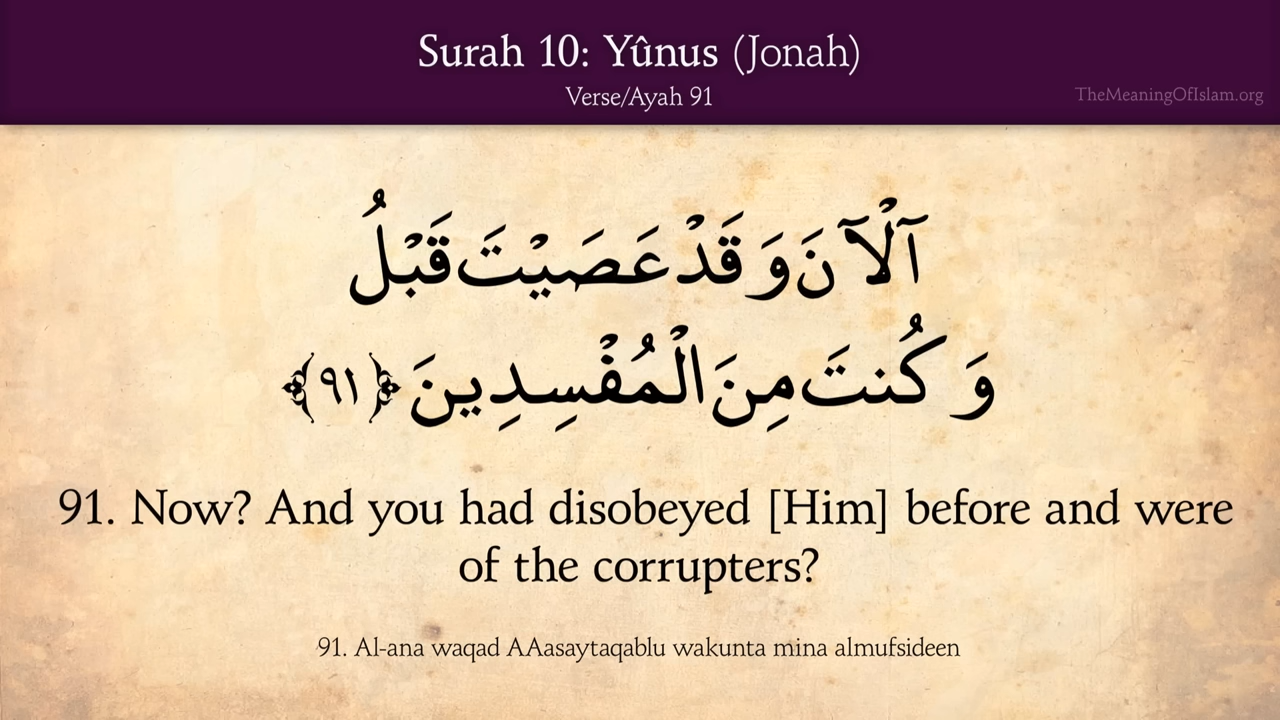 Surah 10: Yûnus (Jonah)
Verse/Ayah 91
TheMeaningOfIslam.org
آلْآنَ وَقَدْ عَصَيْتَ قَبْلُ
وَكُنتَ مِنَ الْمُفْسِدِينَ ﴿٩١﴾
91. Now? And you had disobeyed [Him] before and were
of the corrupters?
91. Al-ana waqad AAasaytaqablu wakunta mina almufsideen